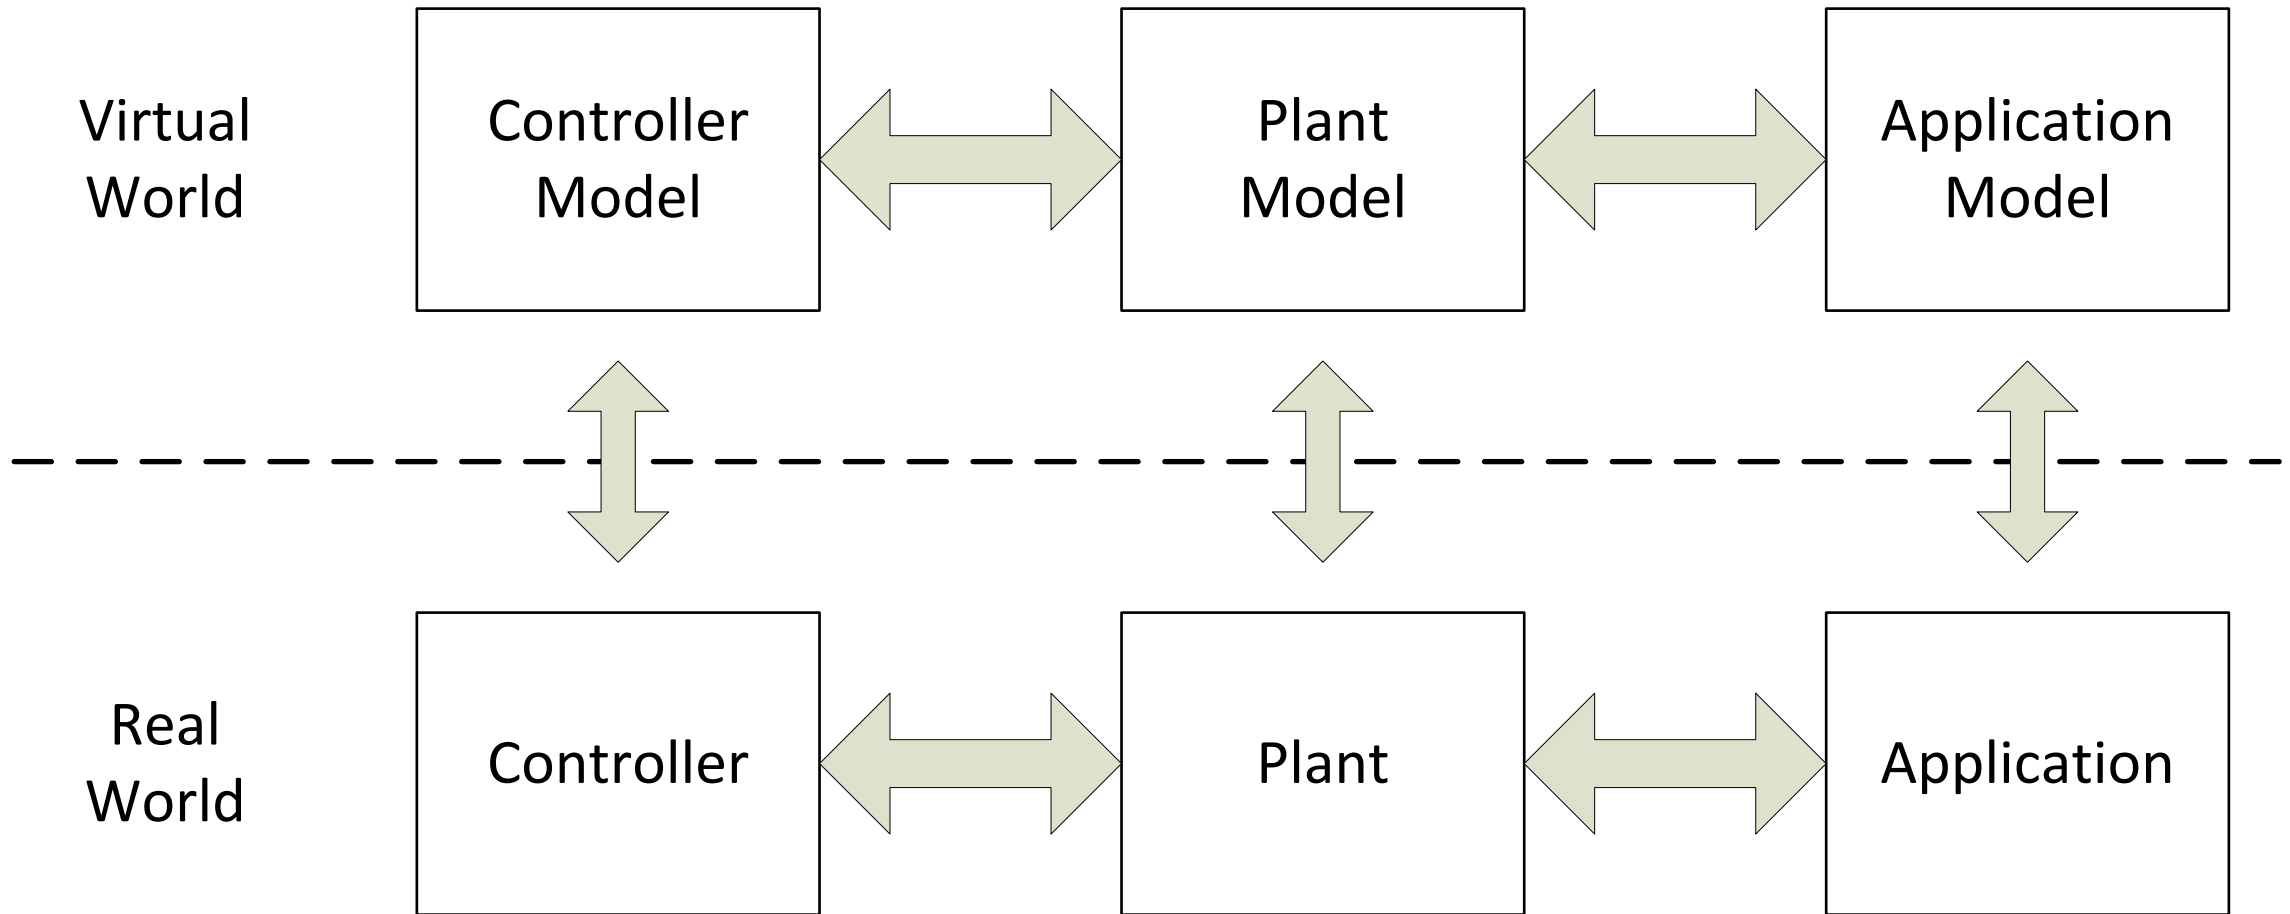 Virtual
World
Controller
Model
Plant
Model
Application
Model
Real
World
Controller
Plant
Application